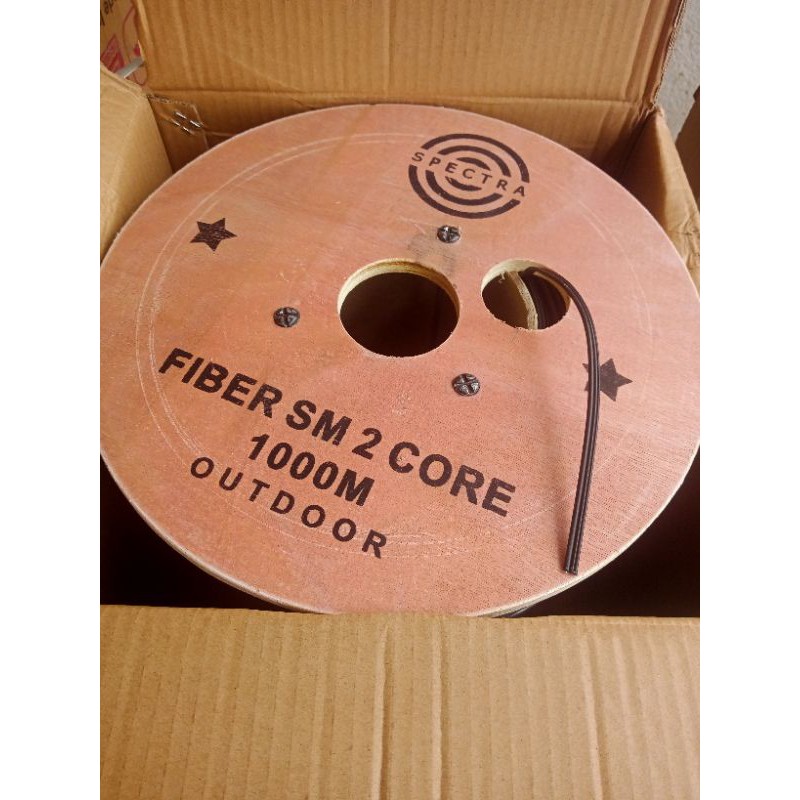 SPECTRA
FIBER SM 2 CORE
1000M
OUTDOOR